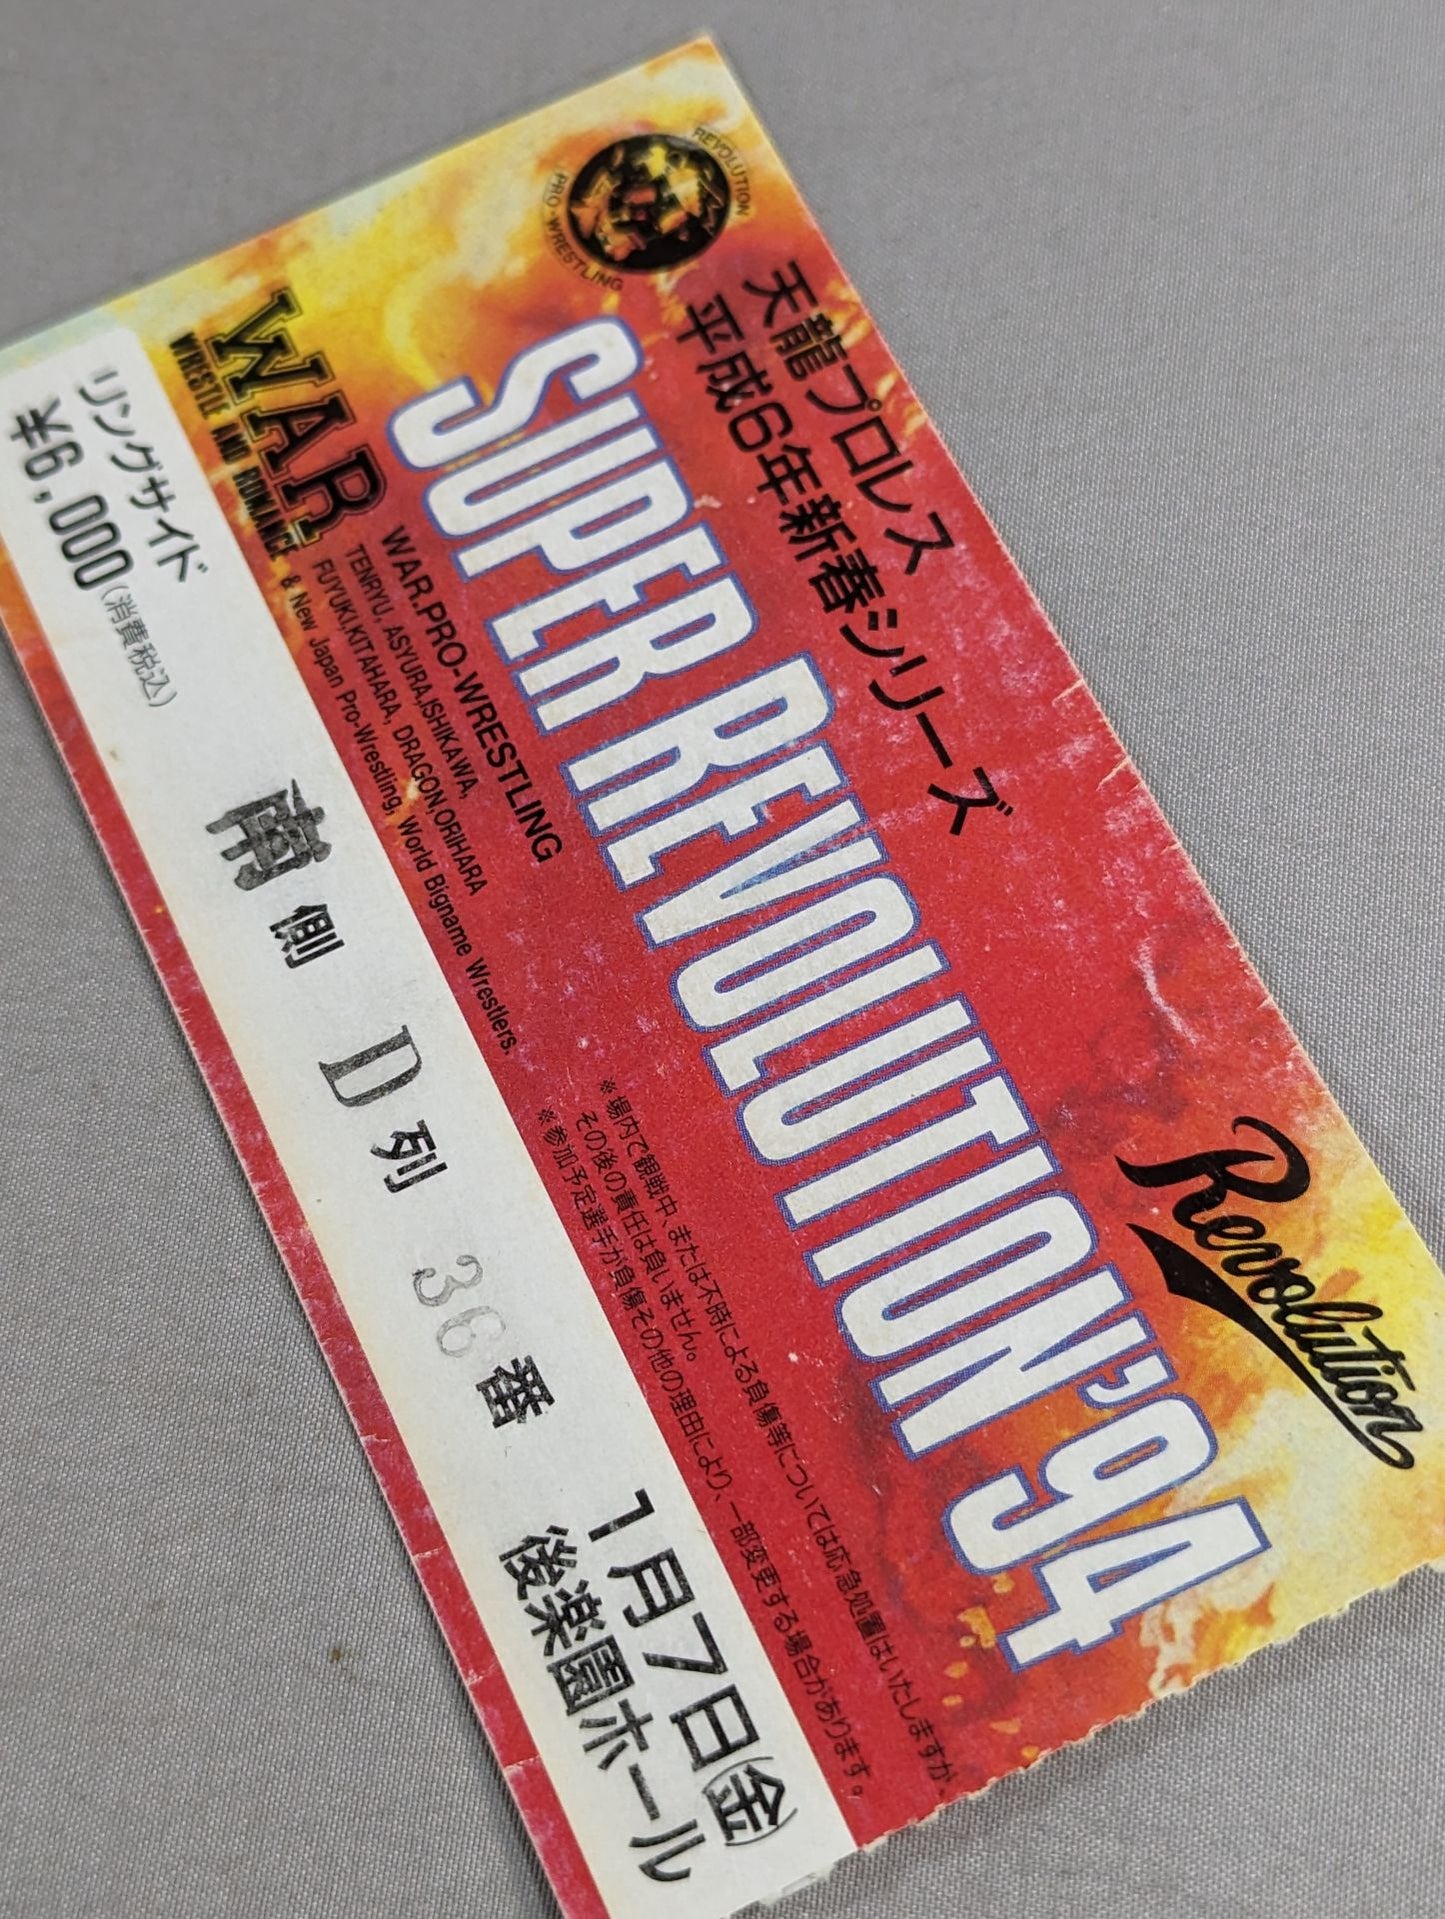 REVOLUTION
PRO-WRESTLING
天龍プロレス
平成6年新春シリーズ
SUPER REVOLUTION'94
Revolution
WAR
WRESTLE AND ROMANCE
WAR.PRO-WRESTLING
TENRYU, ASYURA,ISHIKAWA,
FUYUKI,KITAHARA, DRAGON,ORIHARA
& New Japan Pro-Wrestling, World Bigname Wrestlers.
※場内で観戦中、または不時による負傷等については応急処置はいたしますが、
その後の責任は負いません。
※参加予定選手が負傷その他の理由により、一部変更する場合があります。
リングサイド
¥6,000(消費税込)
南側 D列 36番
1月7日(金)
後楽園ホール